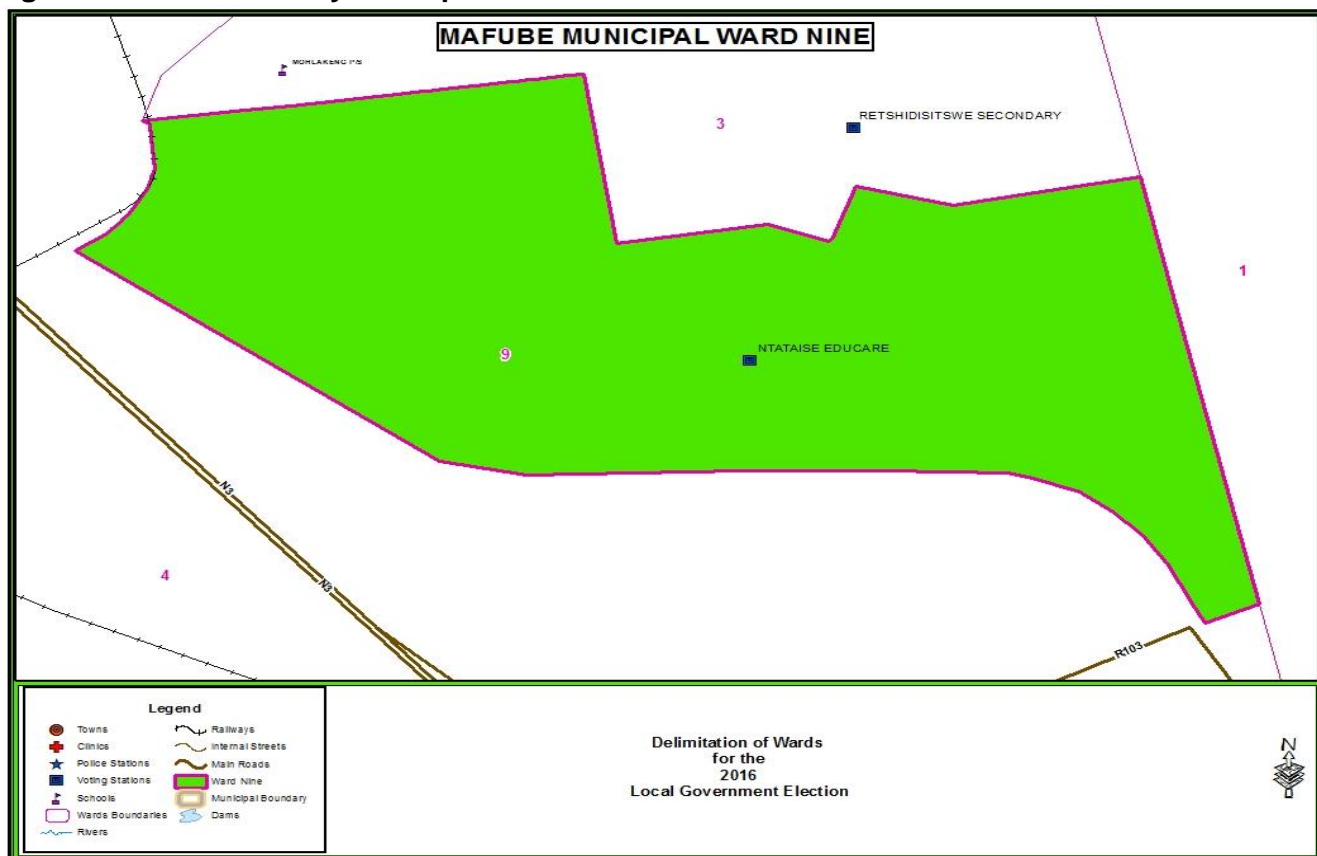 MAFUBE MUNICIPAL WARD NINE
MOHLAKENG P/S
3
RETSHIDISITSWE SECONDARY
1
NTATAISE EDUCARE
9
N3
4
N3
R103
Legend
Towns
Clinics
Police Stations
Voting Stations
Schools
Wards Boundaries
Rivers
Railways
Internal Streets
Main Roads
Ward Nine
Municipal Boundary
Dams
Delimitation of Wards
for the
2016
Local Government Election
N